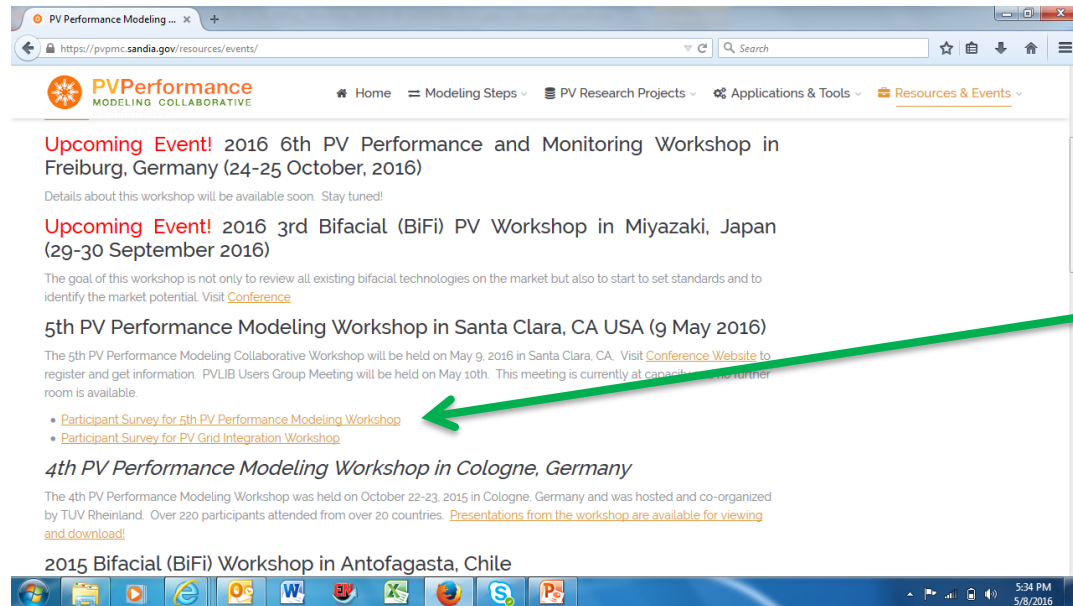 PV Performance Modeling ... × +
https://pvpmc.sandia.gov/resources/events/
Search
PVPerformance
MODELING COLLABORATIVE
Home Modeling Steps PV Research Projects Applications & Tools Resources & Events
Upcoming Event! 2016 6th PV Performance and Monitoring Workshop in
Freiburg, Germany (24-25 October, 2016)
Details about this workshop will be available soon. Stay tuned!
Upcoming Event! 2016 3rd Bifacial (BiFi) PV Workshop in Miyazaki, Japan
(29-30 September 2016)
The goal of this workshop is not only to review all existing bifacial technologies on the market but also to start to set standards and to
identify the market potential. Visit Conference
5th PV Performance Modeling Workshop in Santa Clara, CA USA (9 May 2016)
The 5th PV Performance Modeling Collaborative Workshop will be held on May 9, 2016 in Santa Clara, CA. Visit Conference Website to
register and get information. PVLIB Users Group Meeting will be held on May 10th. This meeting is currently at capacity no further
room is available.
• Participant Survey for 5th PV Performance Modeling Workshop
• Participant Survey for PV Grid Integration Workshop
4th PV Performance Modeling Workshop in Cologne, Germany
The 4th PV Performance Modeling Workshop was held on October 22-23, 2015 in Cologne, Germany and was hosted and co-organized
by TUV Rheinland. Over 220 participants attended from over 20 countries. Presentations from the workshop are available for viewing
and download!
2015 Bifacial (BiFi) Workshop in Antofagasta, Chile
5:34 PM
5/8/2016